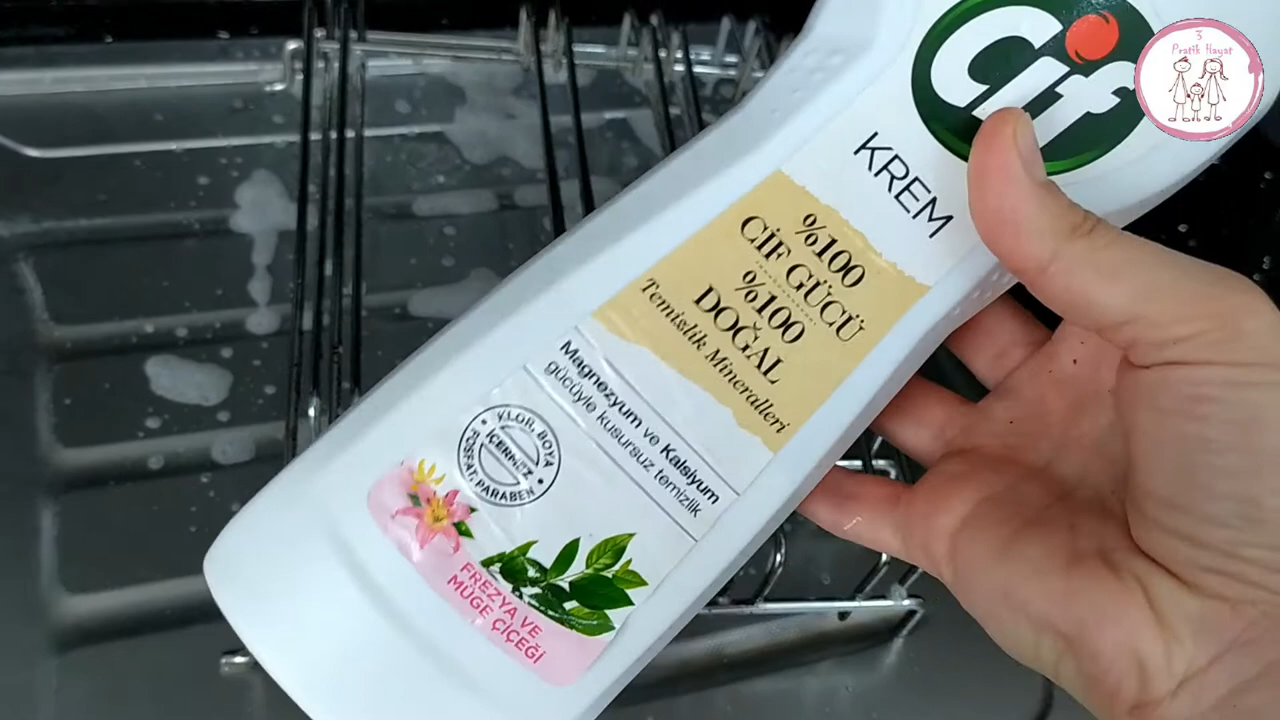 3
Pratik Hayat
Cif
KREM
%100
CİF GÜCÜ
%100
DOĞAL
Temizlik Mineralleri
Magnezyum ve Kalsiyum
gücüyle kusursuz temizlik
KLOR, BOYA
İÇERMEZ
FOSFAT, PARABEN
FREZYA VE
MÜGE ÇİÇEĞİ